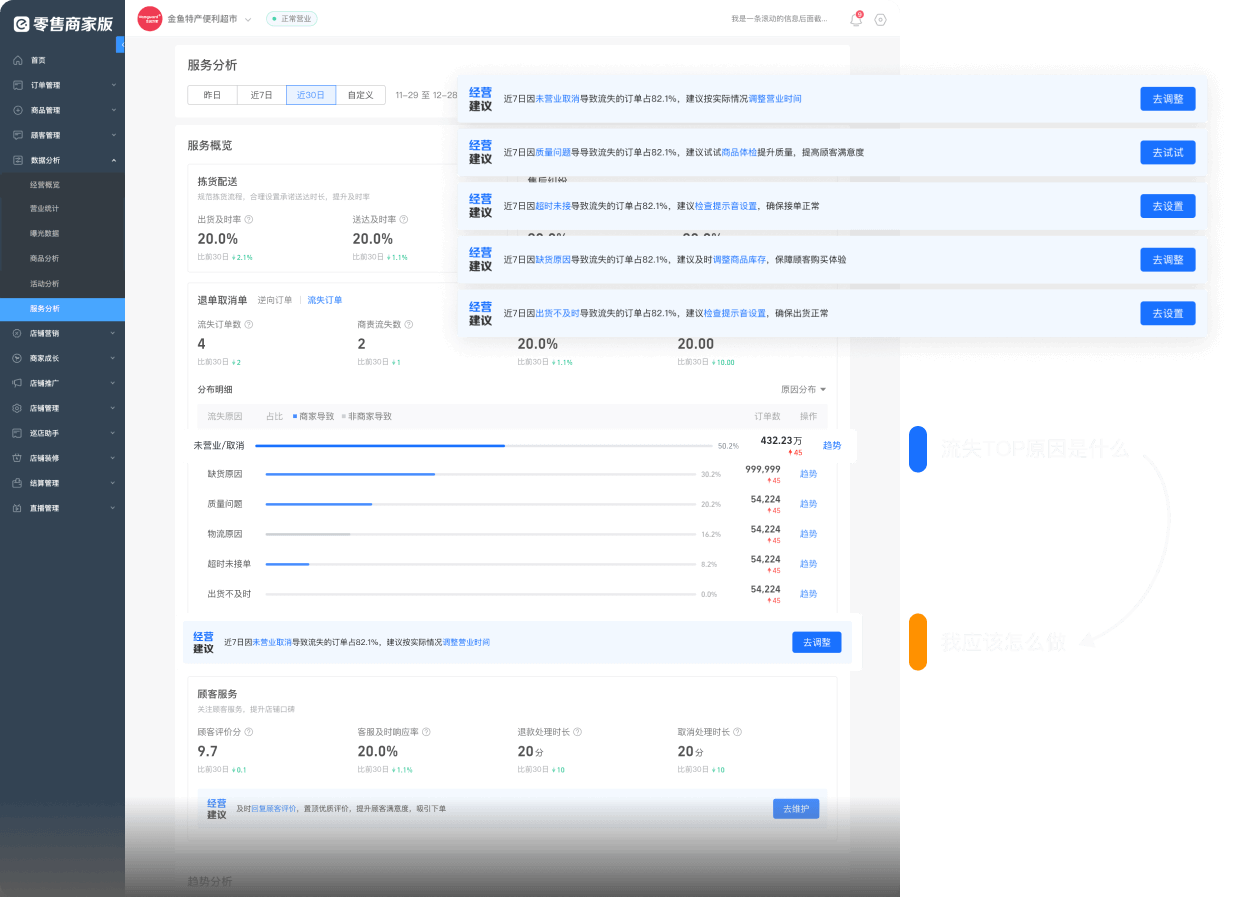 零售商家版
首页
订单管理
商品管理
顾客管理
数据分析
经营概览
营业统计
曝光数据
商品分析
活动分析
服务分析
店铺营销
商家成长
店铺推广
店铺管理
巡店助手
店铺装修
结算管理
直播管理
金鱼特产便利超市
正常营业
我是一条滚动的信息后面截...
9
服务分析
昨日 近7日 近30日 自定义 11-29 至 12-28
经营建议 近7日因未营业取消导致流失的订单占82.1%，建议按实际情况调整营业时间 去调整
经营建议 近7日因质量问题导导致流失的订单占82.1%，建议试试商品体检提升质量，提高顾客满意度 去试试
经营建议 近7日因超时未接导致流失的订单占82.1%，建议检查提示音设置，确保接单正常 去设置
经营建议 近7日因缺货原因导致流失的订单占82.1%，建议及时调整商品库存，保障顾客购买体验 去调整
经营建议 近7日因出货不及时导致流失的订单占82.1%，建议检查提示音设置，确保出货正常 去设置
服务概览
拣货配送
规范拣货流程，合理设置承诺送达时长，提升及时率
出货及时率 送达及时率
20.0% 20.0%
比前30日 2.1% 比前30日 1.1%
退单取消单 逆向订单 流失订单
流失订单数 商责流失数
4 2 20.0% 20.00
比前30日 2 比前30日 1 比前30日 1.1% 比前30日 10.00
分布明细 原因分布
流失原因 占比 商家导致 非商家导致 订单数 操作
未营业/取消 50.2% 432.23万 45 趋势
缺货原因 30.2% 999,999 45 趋势
质量问题 20.2% 54,224 45 趋势
物流原因 16.2% 54,224 45 趋势
超时未接单 8.2% 54,224 45 趋势
出货不及时 0.0% 54,224 45 趋势
经营建议 近7日因未营业取消导致流失的订单占82.1%，建议按实际情况调整营业时间 去调整
顾客服务
关注顾客服务，提升店铺口碑
顾客评价分 客服及时响应率 退款处理时长 取消处理时长
9.7 20.0% 20分 20分
比前30日 0.1 比前30日 1.1% 比前30日 10 比前30日 10
经营建议 及时回复顾客评价，置顶优质评价，提升顾客满意度，吸引下单 去维护
趋势分析
流失TOP原因是什么
我应该怎么做